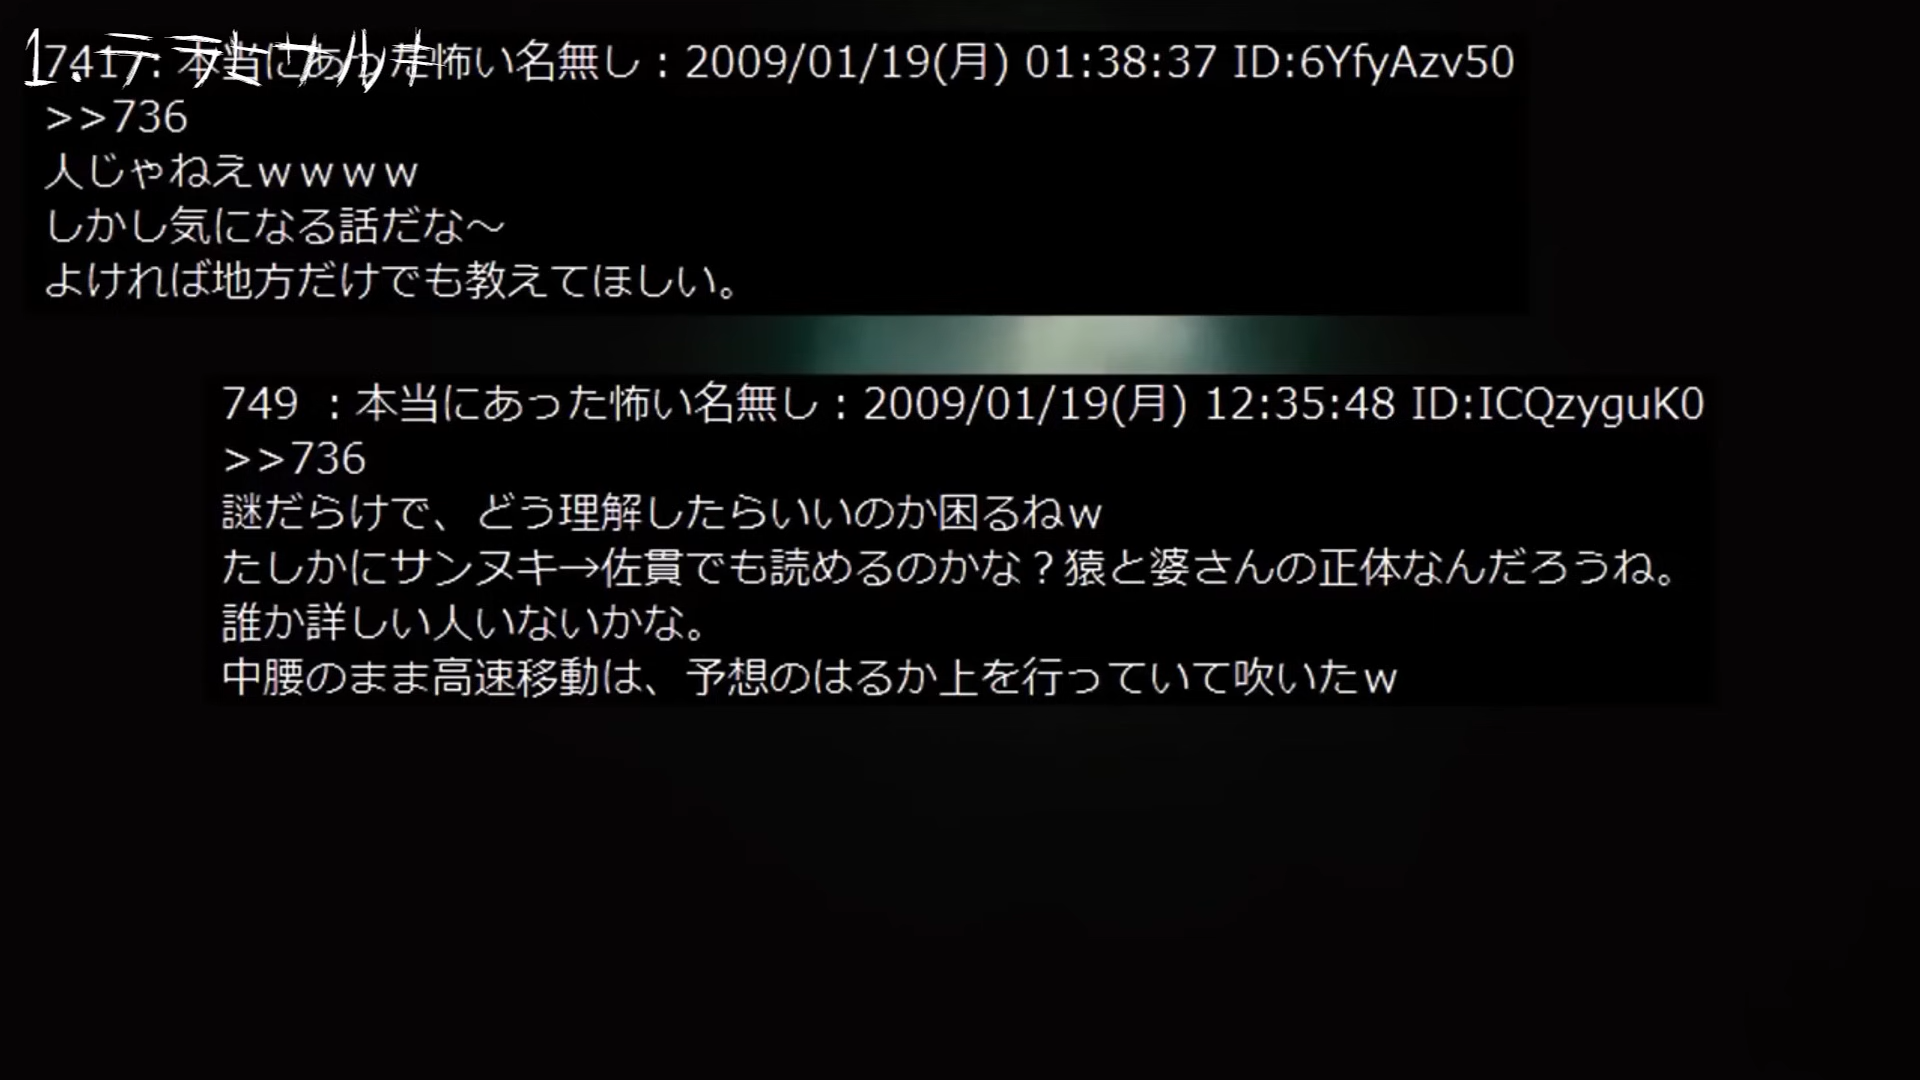 1.テラセフルキ
741 : 本当にあった怖い名無し：2009/01/19(月) 01:38:37 ID:6YfyAzv50
>>736
人じゃねえｗｗｗｗ
しかし気になる話だな～
よければ地方だけでも教えてほしい。
749 ：本当にあった怖い名無し：2009/01/19(月) 12:35:48 ID:ICQzyguK0
>>736
謎だらけで、どう理解したらいいのか困るねｗ
たしかにサンヌキ→佐貫でも読めるのかな？猿と婆さんの正体なんだろうね。
誰か詳しい人いないかな。
中腰のまま高速移動は、予想のはるか上を行っていて吹いたｗ